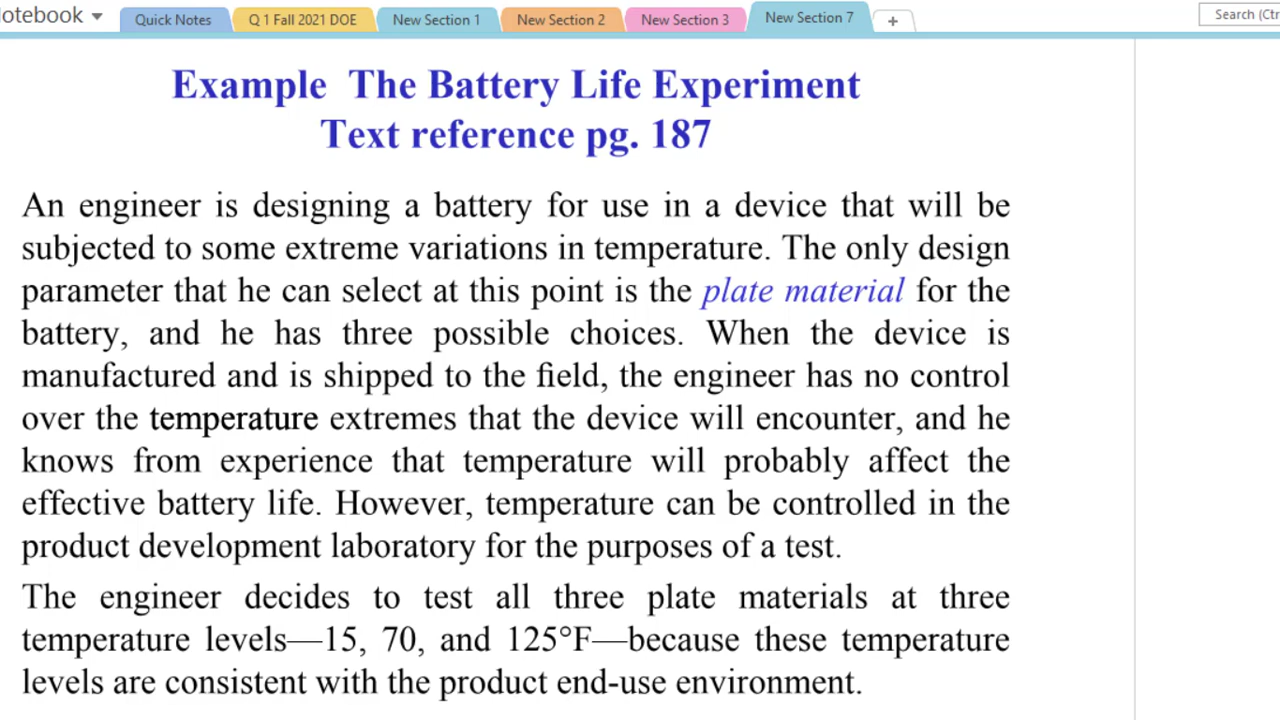 Quick Notes Q 1 Fall 2021 DOE New Section 1 New Section 2 New Section 3 New Section 7 + Search
Example The Battery Life Experiment
Text reference pg. 187
An engineer is designing a battery for use in a device that will be
subjected to some extreme variations in temperature. The only design
parameter that he can select at this point is the plate material for the
battery, and he has three possible choices. When the device is
manufactured and is shipped to the field, the engineer has no control
over the temperature extremes that the device will encounter, and he
knows from experience that temperature will probably affect the
effective battery life. However, temperature can be controlled in the
product development laboratory for the purposes of a test.
The engineer decides to test all three plate materials at three
temperature levels—15, 70, and 125°F—because these temperature
levels are consistent with the product end-use environment.